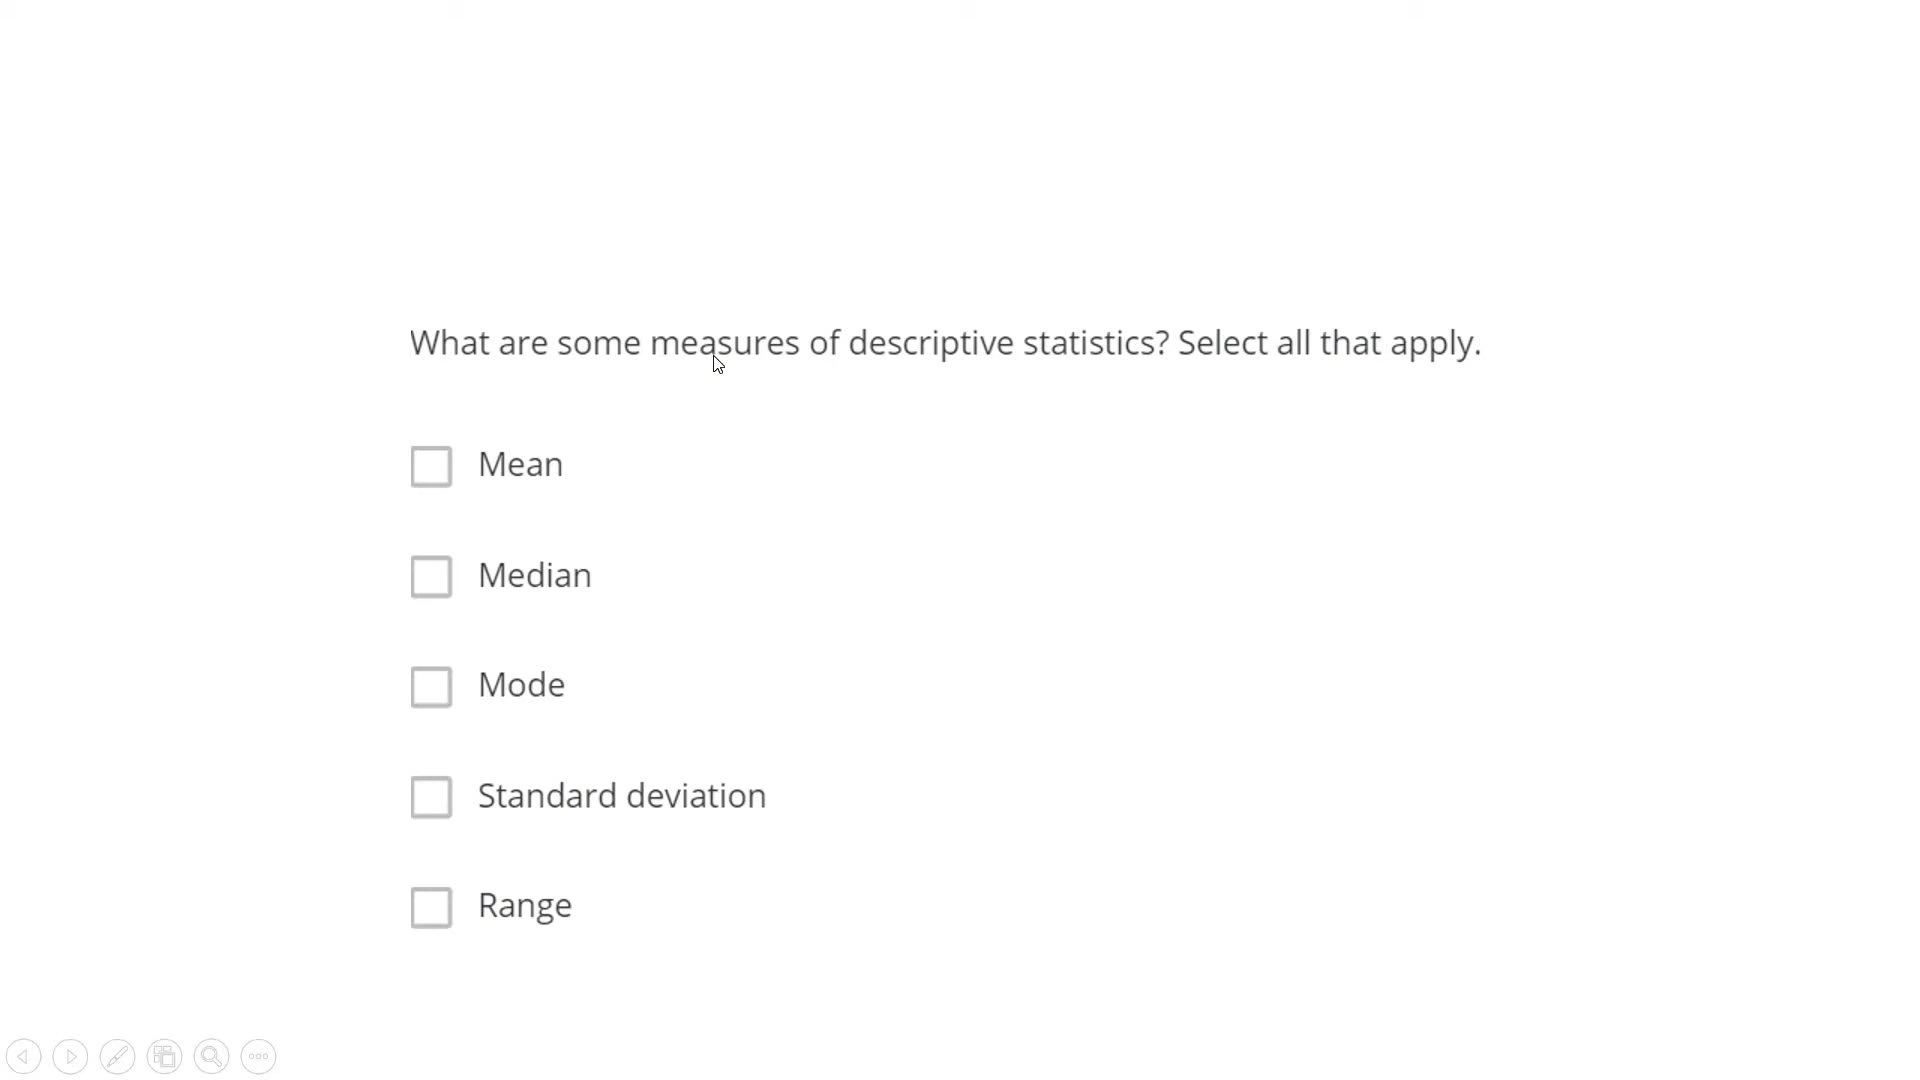 What are some measures of descriptive statistics? Select all that apply.
Mean
Median
Mode
Standard deviation
Range